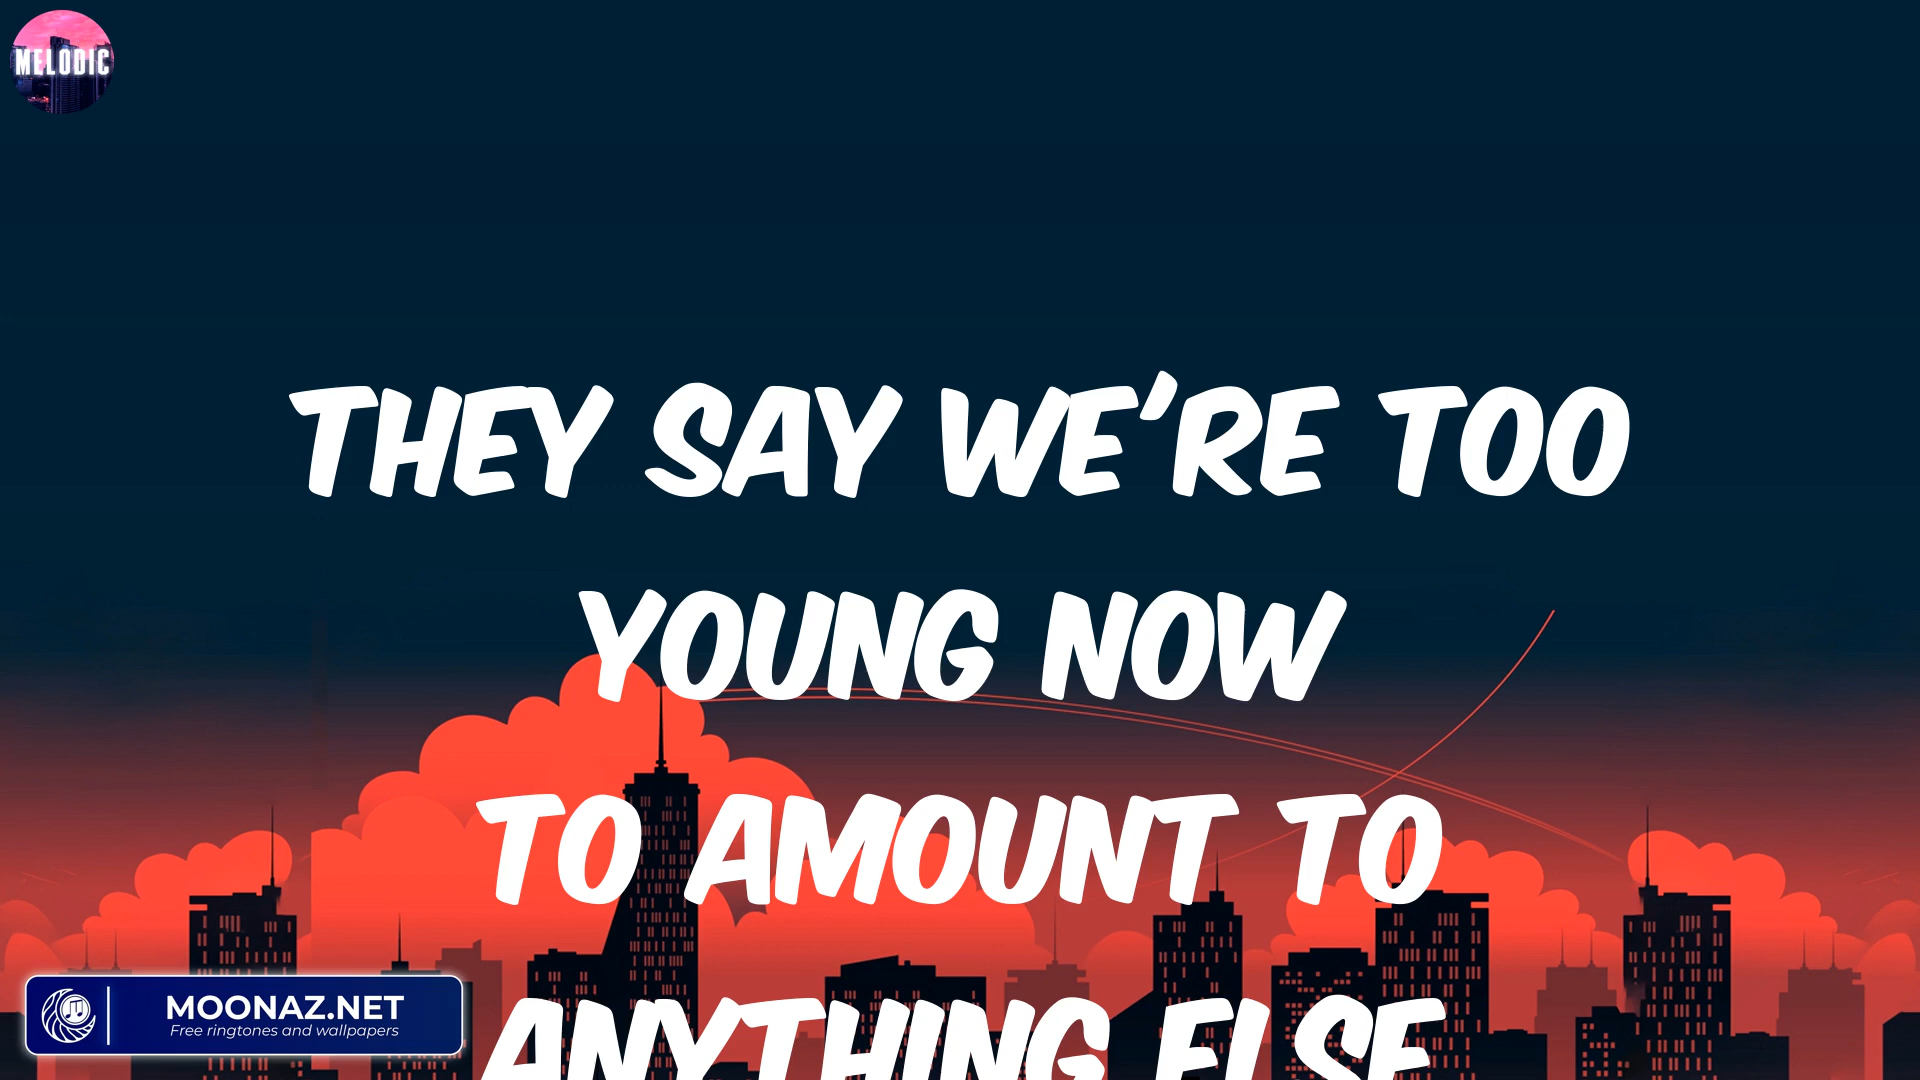 MELODIC
THEY SAY WE'RE TOO
YOUNG NOW
TO AMOUNT TO
ANYTHING ELSE
MOONAZ.NET
Free ringtones and wallpapers